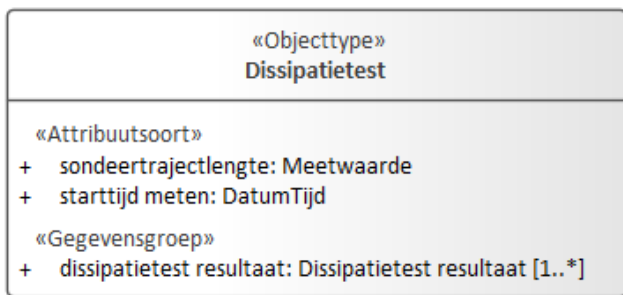 «Objecttype»
Dissipatietest
«Attribuutsoort»
+ sondeertrajectlengte: Meetwaarde
+ starttijd meten: DatumTijd
«Gegevensgroep»
+ dissipatietest resultaat: Dissipatietest resultaat [1..*]